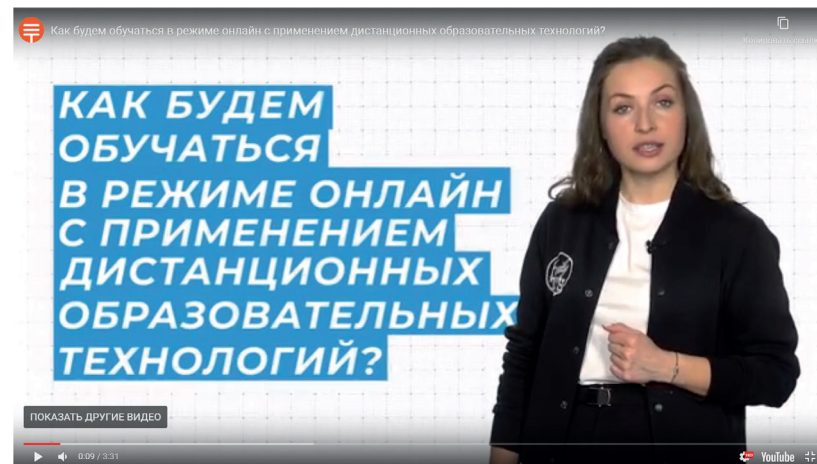 Как будем обучаться в режиме онлайн с применением дистанционных образовательных технологий?
КАК БУДЕМ
ОБУЧАТЬСЯ
В РЕЖИМЕ ОНЛАЙН
С ПРИМЕНЕНИЕМ
ДИСТАНЦИОННЫХ
ОБРАЗОВАТЕЛЬНЫХ
ТЕХНОЛОГИЙ?
ПОКАЗАТЬ ДРУГИЕ ВИДЕО
0:09 / 3:31
YouTube